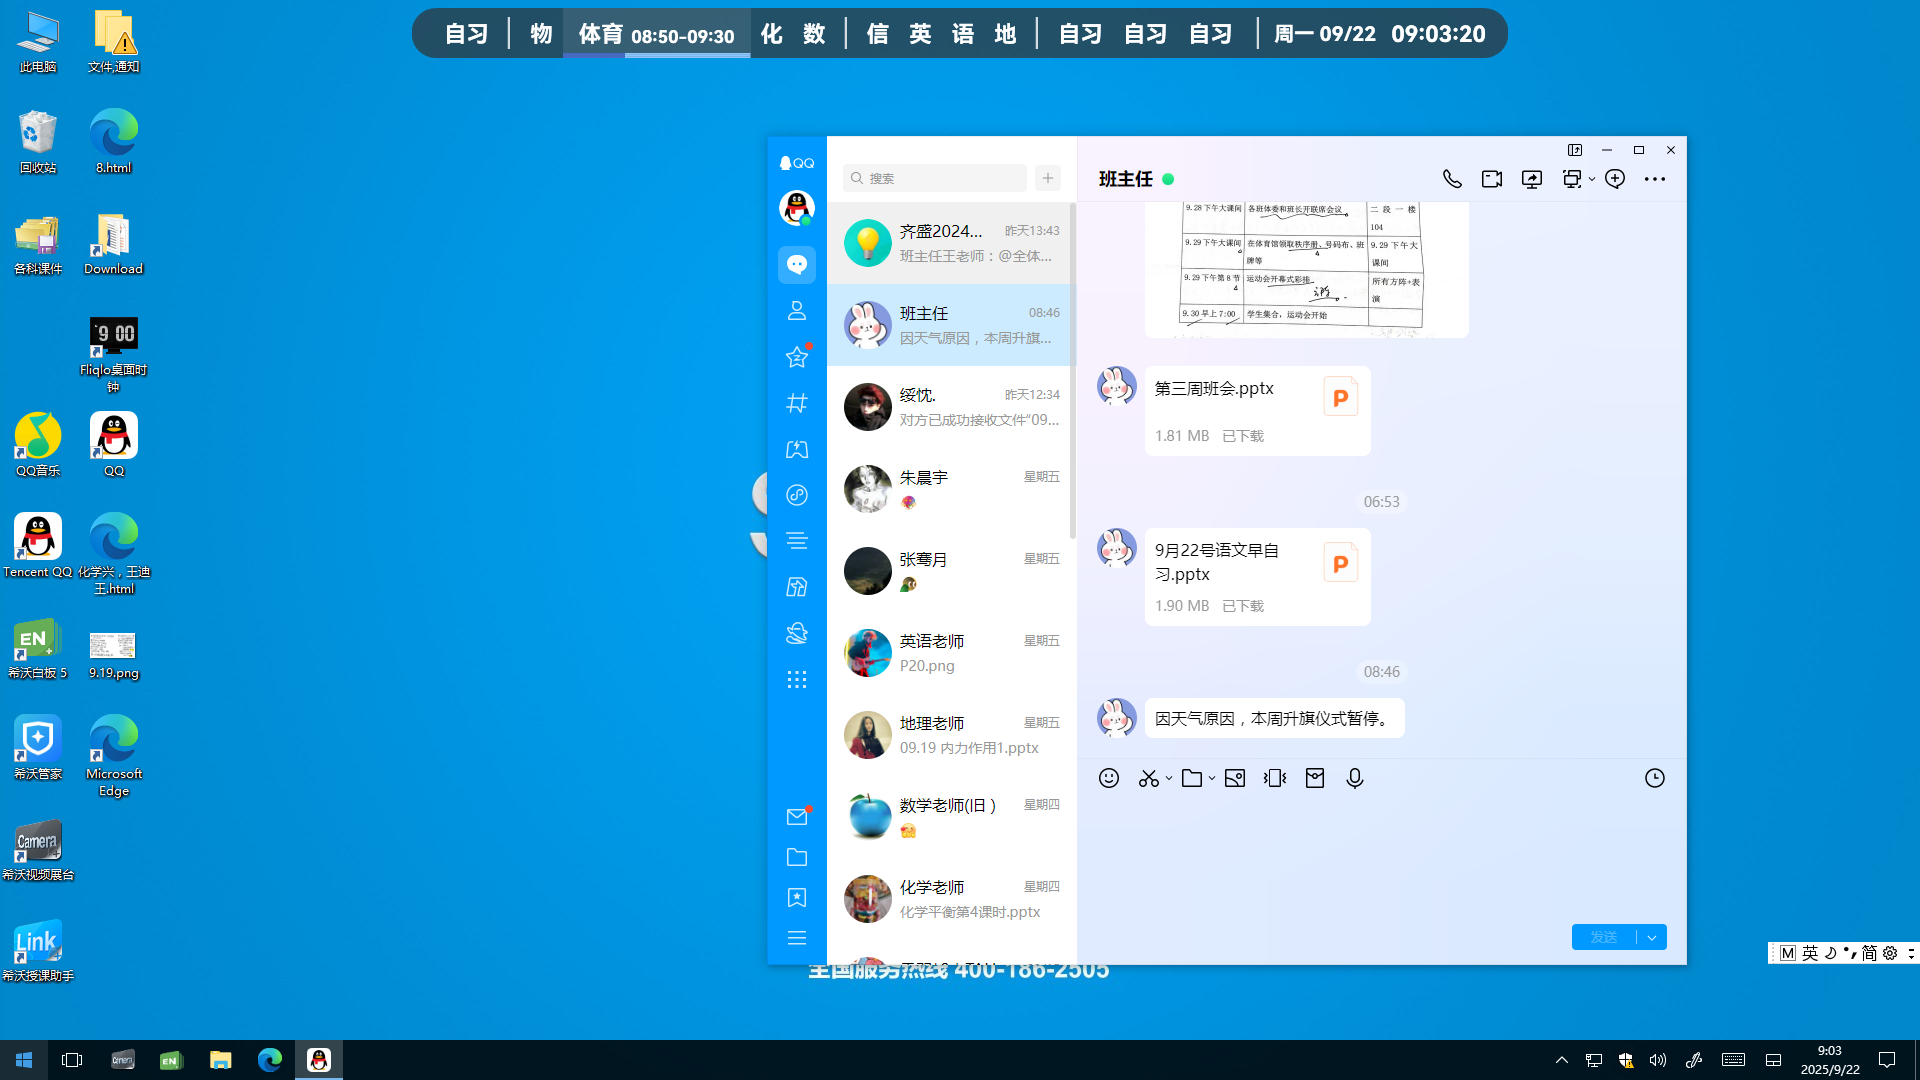 自习 物 体育 08:50-09:30 化 数 信 英 语 地 自习 自习 自习 周一 09/22 09:03:20
此电脑
文件,通知
回收站
8.html
各科课件
Download
9 00
Fliqlo桌面时钟
QQ音乐
QQ
Tencent QQ
化学兴，王迪王.html
EN
希沃白板 5
9.19.png
希沃管家
Microsoft Edge
Camera
希沃视频展台
Link
希沃授课助手
QQ
搜索
齐盛2024...
昨天13:43
班主任王老师：@全体...
班主任
08:46
因天气原因，本周升旗...
绥忱.
昨天12:34
对方已成功接收文件“09...
朱晨宇
星期五
张骞月
星期五
英语老师
星期五
P20.png
地理老师
星期五
09.19 内力作用1.pptx
数学老师(旧 )
星期四
化学老师
星期四
化学平衡第4课时.pptx
班主任
9.28 下午大课间 各班体委和班长开联席会议 二段一楼
104
9.29 下午大课间 在体育馆领取秩序册、号码布、班牌等 9.29 下午大课间
9.29 下午第 8 节 运动会开幕式彩排 所有方阵+表演
9.30 早上 7:00 学生集合，运动会开始
第三周班会.pptx
P
1.81 MB 已下载
06:53
9月22号语文早自
习.pptx
P
1.90 MB 已下载
08:46
因天气原因，本周升旗仪式暂停。
发送
全国服务热线 400-186-2505
M 英 简
Camera
EN
9:03
2025/9/22